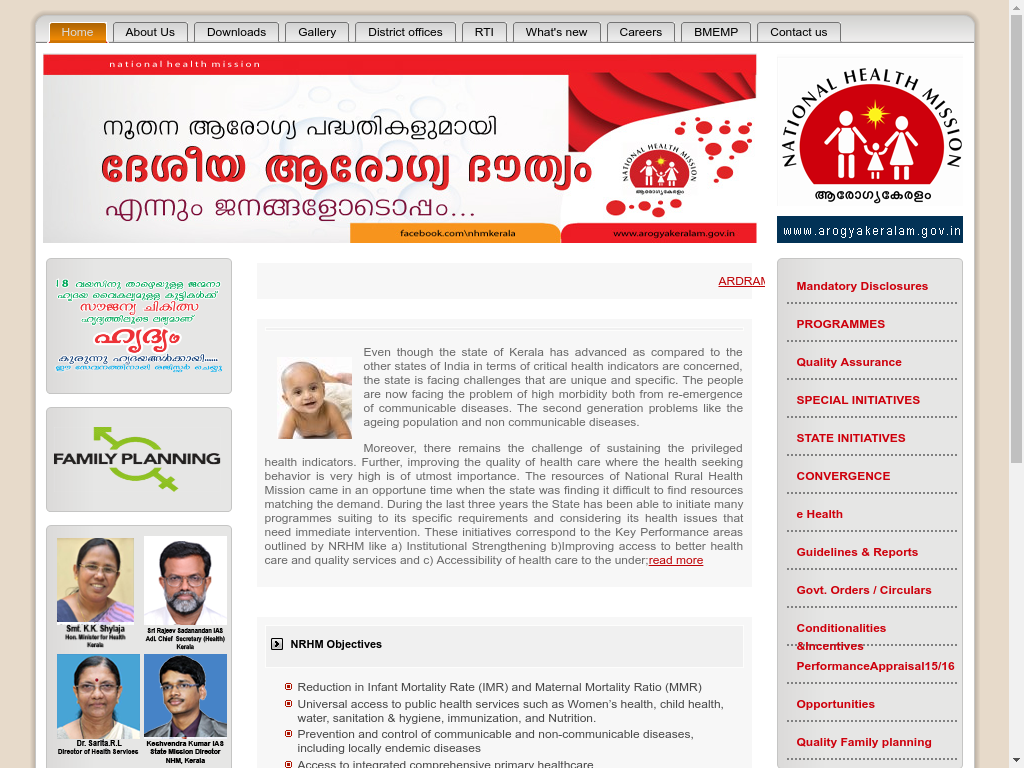 Home
About Us
Downloads
Gallery
District offices
RTI
What's new
Careers
BMEMP
Contact us
national health mission
നൂതന ആരോഗ്യ പദ്ധതികളുമായി
ദേശീയ ആരോഗ്യ ദൗത്യം
എന്നും ജനങ്ങളോടൊപ്പം...
NATIONAL HEALTH MISSION
ആരോഗ്യകേരളം
facebook.com\nhmkerala
www.arogyakeralam.gov.in
NATIONAL HEALTH MISSION
ആരോഗ്യകേരളം
www.arogyakeralam.gov.in
18 വയസിനു താഴെയുള്ള ജന്മനാ
ഹൃദയ വൈകല്യമുള്ള കുട്ടികൾക്ക്
സൗജന്യ ചികിത്സ
ഹൃദ്യത്തിലൂടെ ലഭ്യമാണ്
ഹൃദ്യം
കുരുന്നു ഹൃദയങ്ങൾക്കായി......
ഈ സേവനത്തിനായി രജിസ്റ്റർ ചെയ്യൂ
FAMILY PLANNING
Smt. K.K. Shylaja
Hon. Minister for Health
Kerala
Sri Rajeev Sadanandan IAS
Adl. Chief Secretary (Health)
Kerala
Dr. Sarita.R.L
Director of Health Services
Keshvendra Kumar IAS
State Mission Director
NHM, Kerala
ARDRAM
Even though the state of Kerala has advanced as compared to the
other states of India in terms of critical health indicators are concerned,
the state is facing challenges that are unique and specific. The people
are now facing the problem of high morbidity both from re-emergence
of communicable diseases. The second generation problems like the
ageing population and non communicable diseases.
Moreover, there remains the challenge of sustaining the privileged
health indicators. Further, improving the quality of health care where the health seeking
behavior is very high is of utmost importance. The resources of National Rural Health
Mission came in an opportune time when the state was finding it difficult to find resources
matching the demand. During the last three years the State has been able to initiate many
programmes suiting to its specific requirements and considering its health issues that
need immediate intervention. These initiatives correspond to the Key Performance areas
outlined by NRHM like a) Institutional Strengthening b)Improving access to better health
care and quality services and c) Accessibility of health care to the under;read more
NRHM Objectives
Reduction in Infant Mortality Rate (IMR) and Maternal Mortality Ratio (MMR)
Universal access to public health services such as Women's health, child health,
water, sanitation & hygiene, immunization, and Nutrition.
Prevention and control of communicable and non-communicable diseases,
including locally endemic diseases
Access to integrated comprehensive primary healthcare
Mandatory Disclosures
PROGRAMMES
Quality Assurance
SPECIAL INITIATIVES
STATE INITIATIVES
CONVERGENCE
e Health
Guidelines & Reports
Govt. Orders / Circulars
Conditionalities
&Incentives
PerformanceAppraisal15/16
Opportunities
Quality Family planning